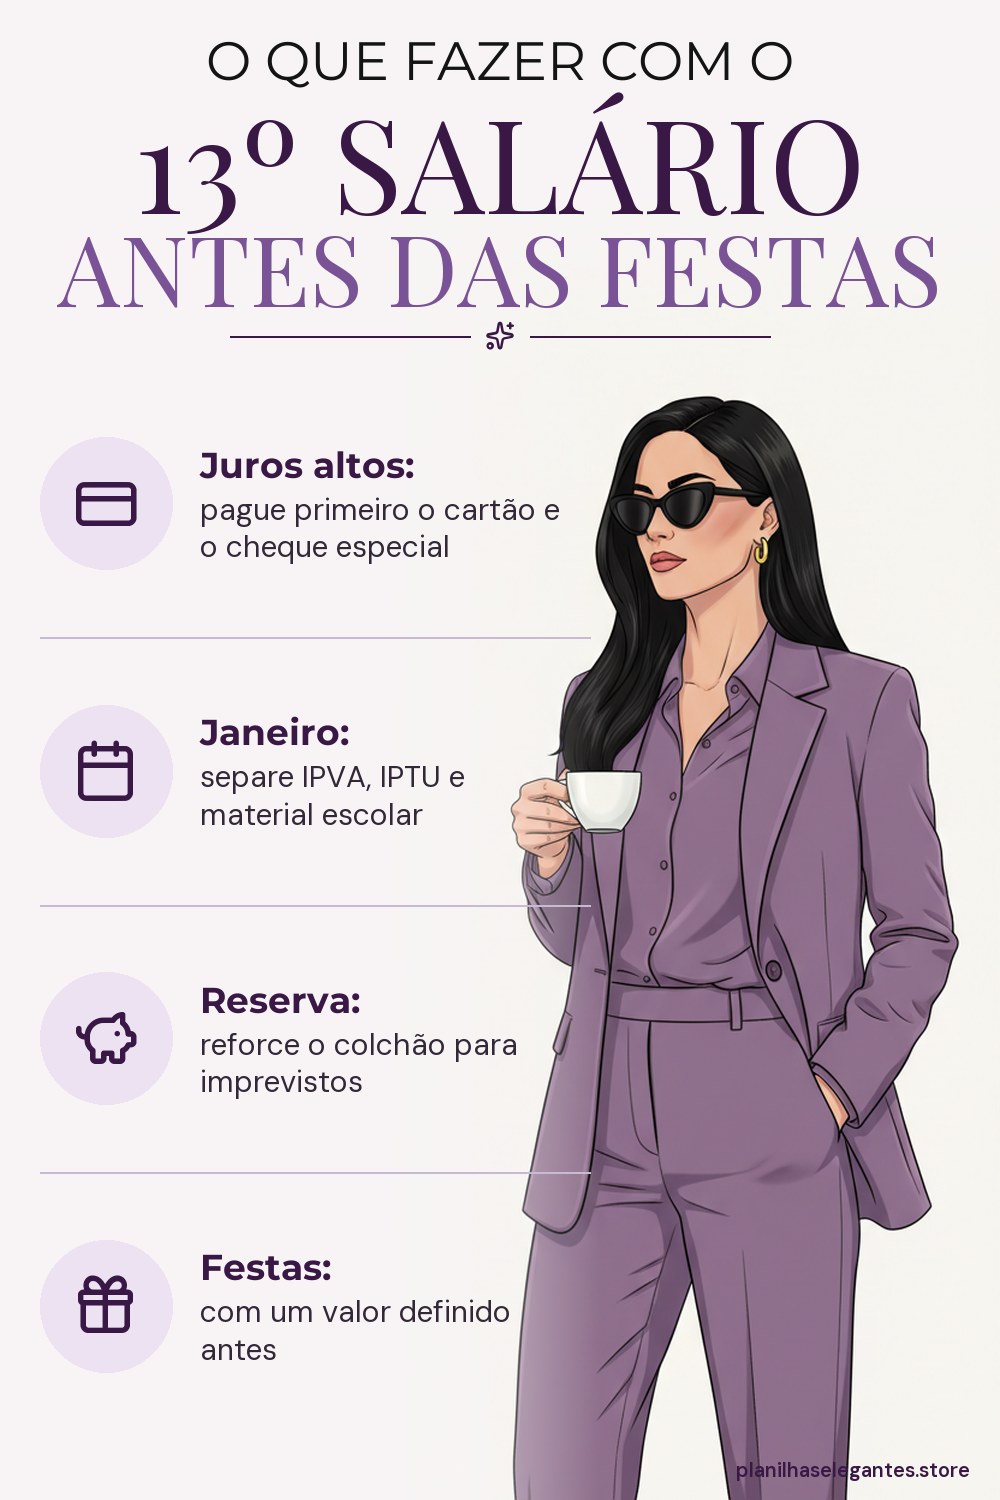 O QUE FAZER COM O
13º SALÁRIO
ANTES DAS FESTAS
Juros altos:
pague primeiro o cartão e
o cheque especial
Janeiro:
separe IPVA, IPTU e
material escolar
Reserva:
reforce o colchão para
imprevistos
Festas:
com um valor definido
antes
planilhaselegantes.store